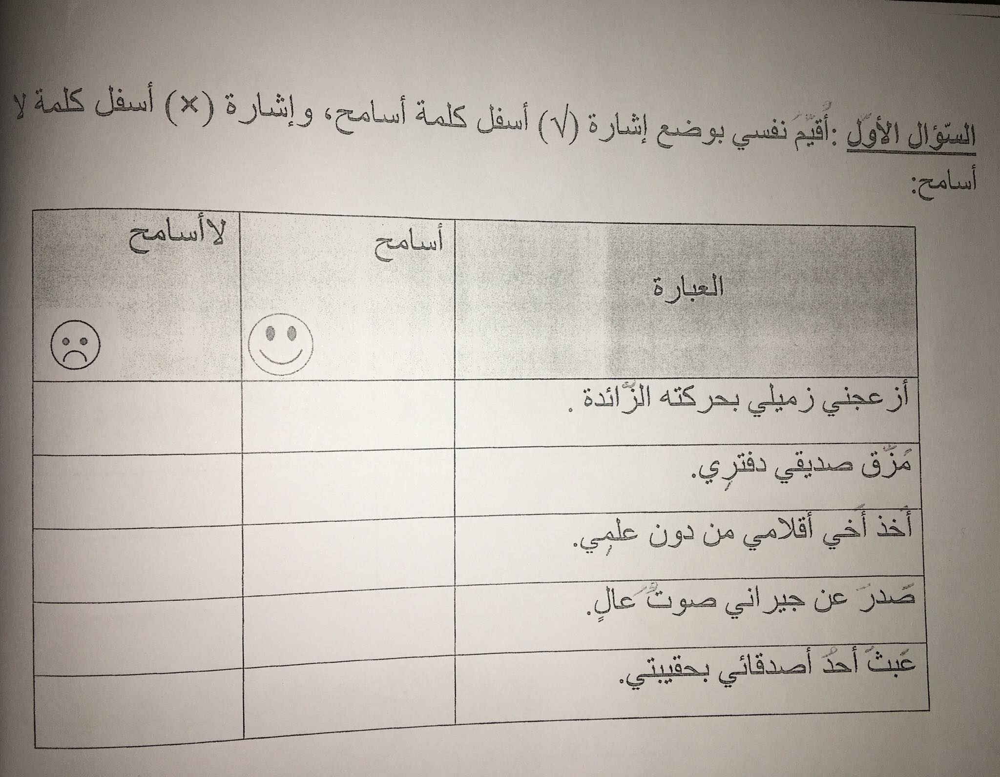 السّؤال الأوّل :أُقيّمَ نفسي بوضع إشارة (√) أسفل كلمة أسامح، وإشارة (×) أسفل كلمة لا
أسامح:
العبارة أسامح لاأسامح
أزعجني زميلي بحركته الزّائدة .
مَزّق صديقي دفترِي.
أَخذ أَخي أقلامي من دون علمِي.
صَدرَ عن جيراني صوتٌ عَالٍ.
عَبثَ أحدُ أصدقائي بحقيبتي.